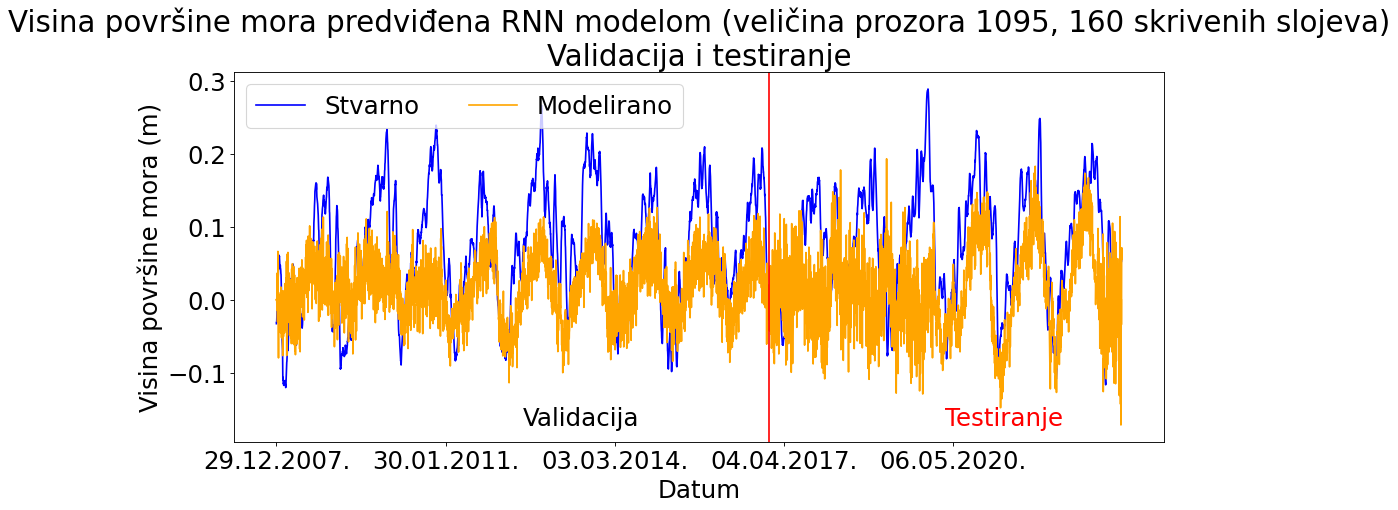 Visina površine mora predviđena RNN modelom (veličina prozora 1095, 160 skrivenih slojeva)
Validacija i testiranje
Stvarno Modelirano
Visina površine mora (m)
0.3
0.2
0.1
0.0
−0.1
Validacija Testiranje
29.12.2007. 30.01.2011. 03.03.2014. 04.04.2017. 06.05.2020.
Datum